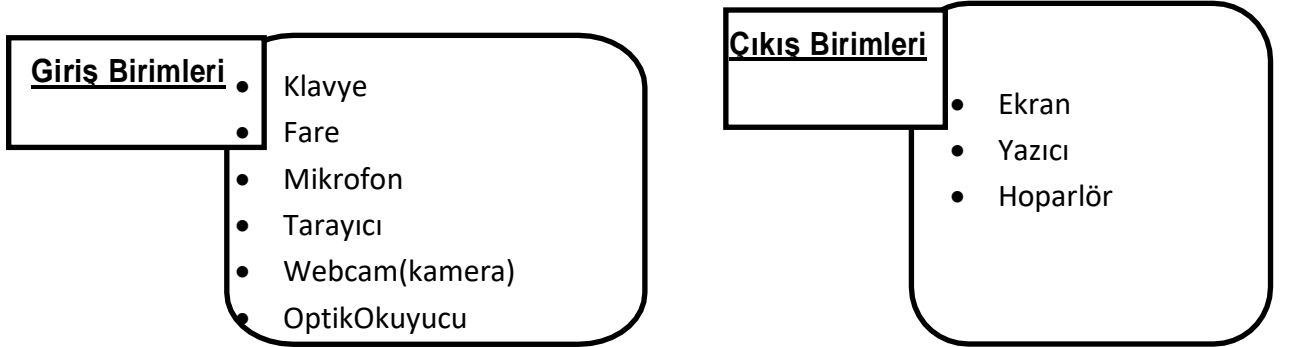 Giriş Birimleri
• Klavye
• Fare
• Mikrofon
• Tarayıcı
• Webcam(kamera)
• OptikOkuyucu
Çıkış Birimleri
• Ekran
• Yazıcı
• Hoparlör